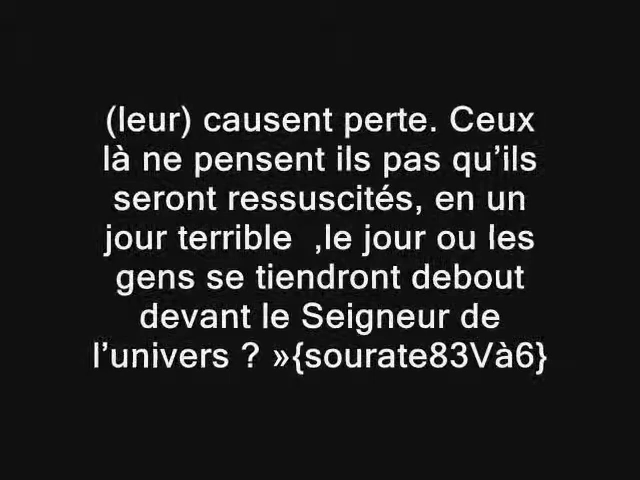 (leur) causent perte. Ceux
là ne pensent ils pas qu’ils
seront ressuscités, en un
jour terrible  ,le jour ou les
gens se tiendront debout
devant le Seigneur de
l’univers ? »{sourate83Và6}